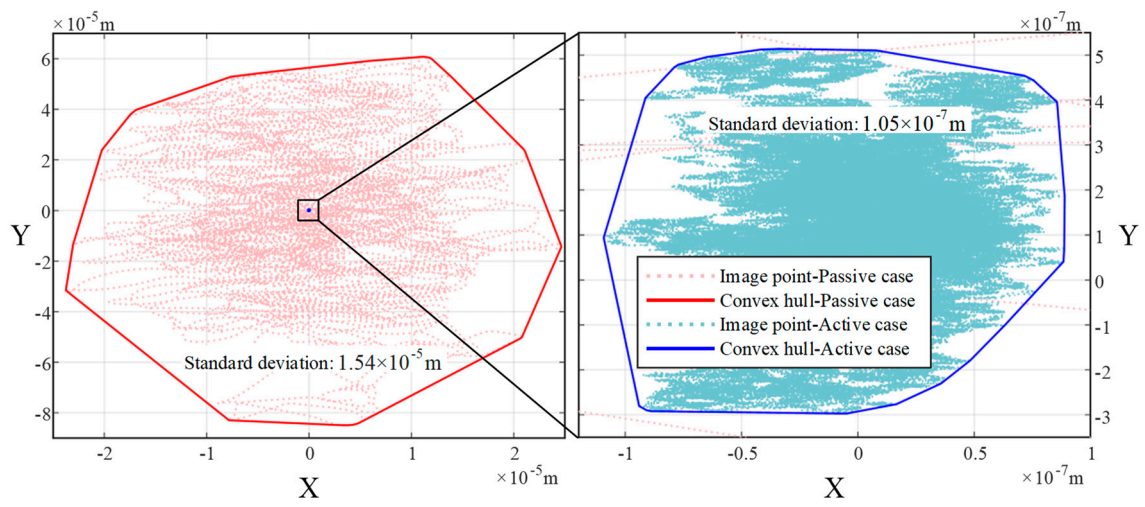 ×10⁻⁵m
6
4
2
0
-2
-4
-6
-8
Y
Standard deviation: 1.54×10⁻⁵m
-2
-1
0
1
2
×10⁻⁵m
X
×10⁻⁷m
5
4
3
2
1
0
-1
-2
-3
Y
Standard deviation: 1.05×10⁻⁷m
Image point-Passive case
Convex hull-Passive case
Image point-Active case
Convex hull-Active case
-1
-0.5
0
0.5
1
×10⁻⁷m
X